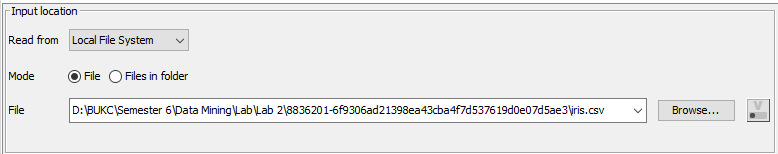 Input location
Read from Local File System
Mode File Files in folder
File D:\BUKC\Semester 6\Data Mining\Lab\Lab 2\8836201-6f9306ad21398ea43cba4f7d537619d0e07d5ae3\iris.csv Browse... V